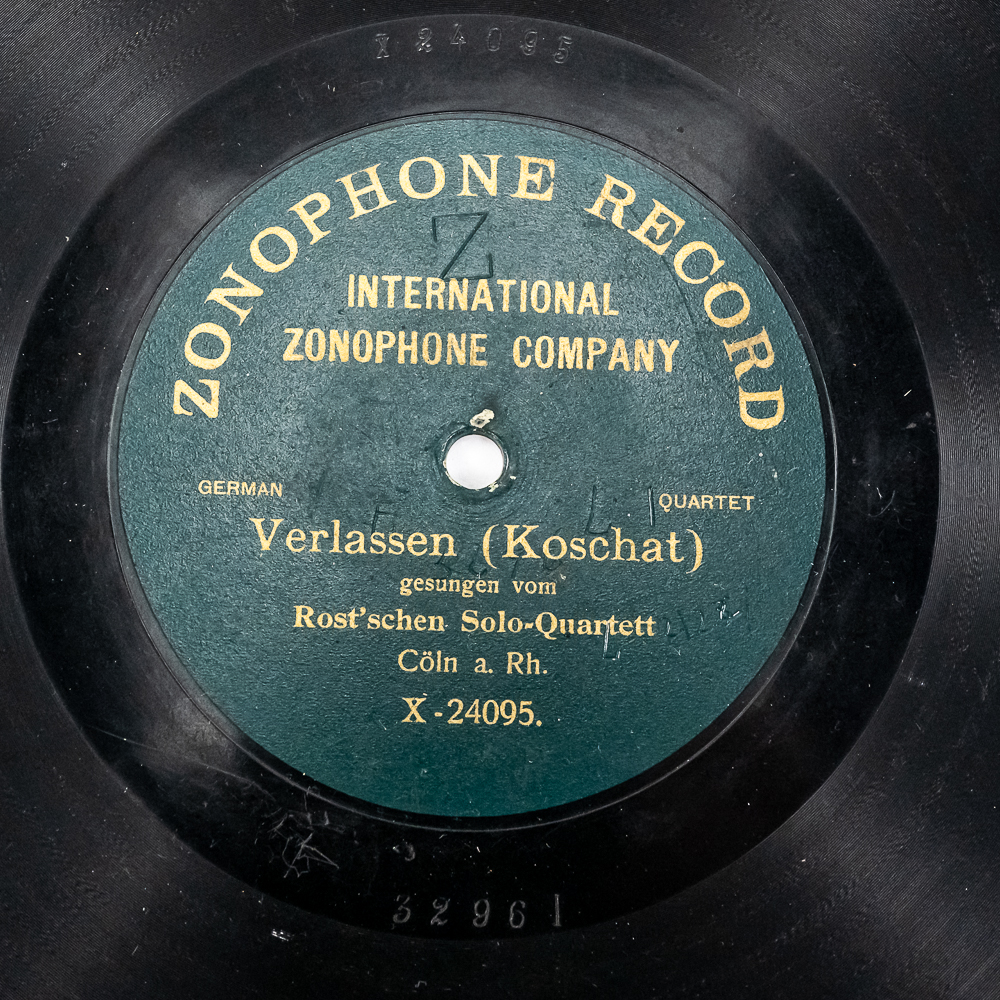 X 24095
ZONOPHONE RECORD
Z
INTERNATIONAL
ZONOPHONE COMPANY
GERMAN
QUARTET
Verlassen (Koschat)
gesungen vom
Rost'schen Solo-Quartett
Cöln a. Rh.
X-24095.
32961